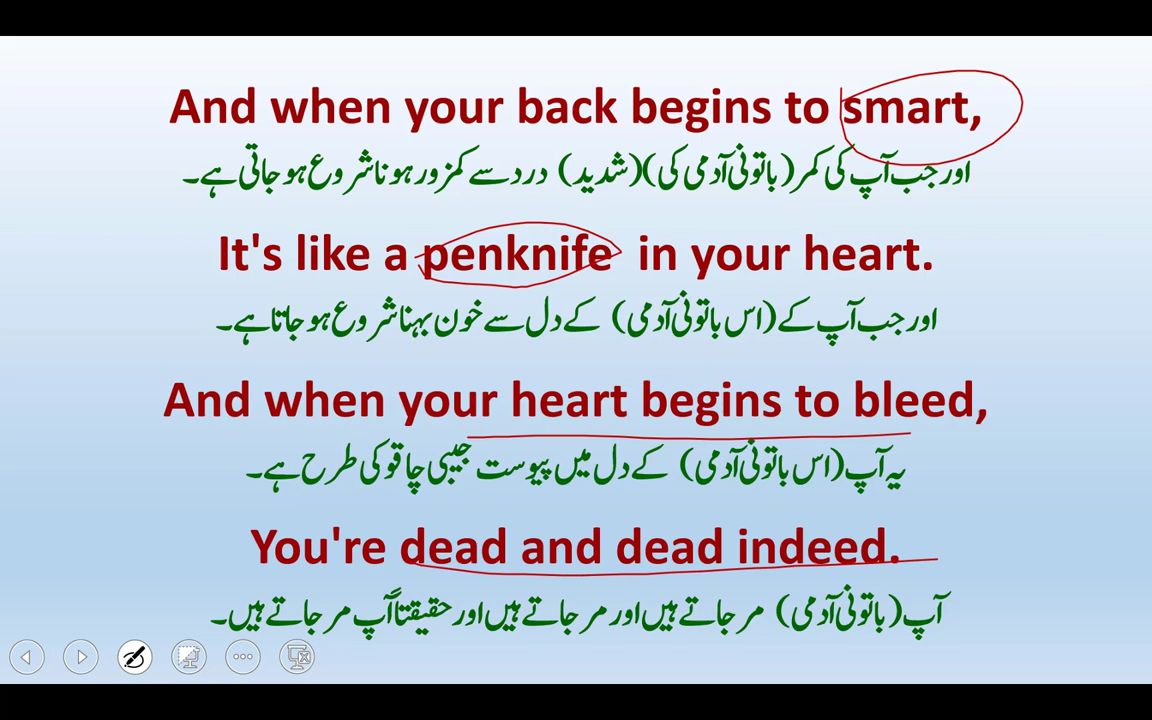 And when your back begins to smart,
اور جب آپ کی کمر (باتونی آدمی کی)(شدید) درد سے کمزور ہونا شروع ہو جاتی ہے۔
It's like a penknife in your heart.
اور جب آپ کے (اس باتونی آدمی) کے دل سے خون بہنا شروع ہو جاتا ہے۔
And when your heart begins to bleed,
یہ آپ (اس باتونی آدمی) کے دل میں پیوست جیبی چاقو کی طرح ہے۔
You're dead and dead indeed.
آپ (باتونی آدمی) مر جاتے ہیں اور مر جاتے ہیں اور حقیقتاً آپ مر جاتے ہیں۔